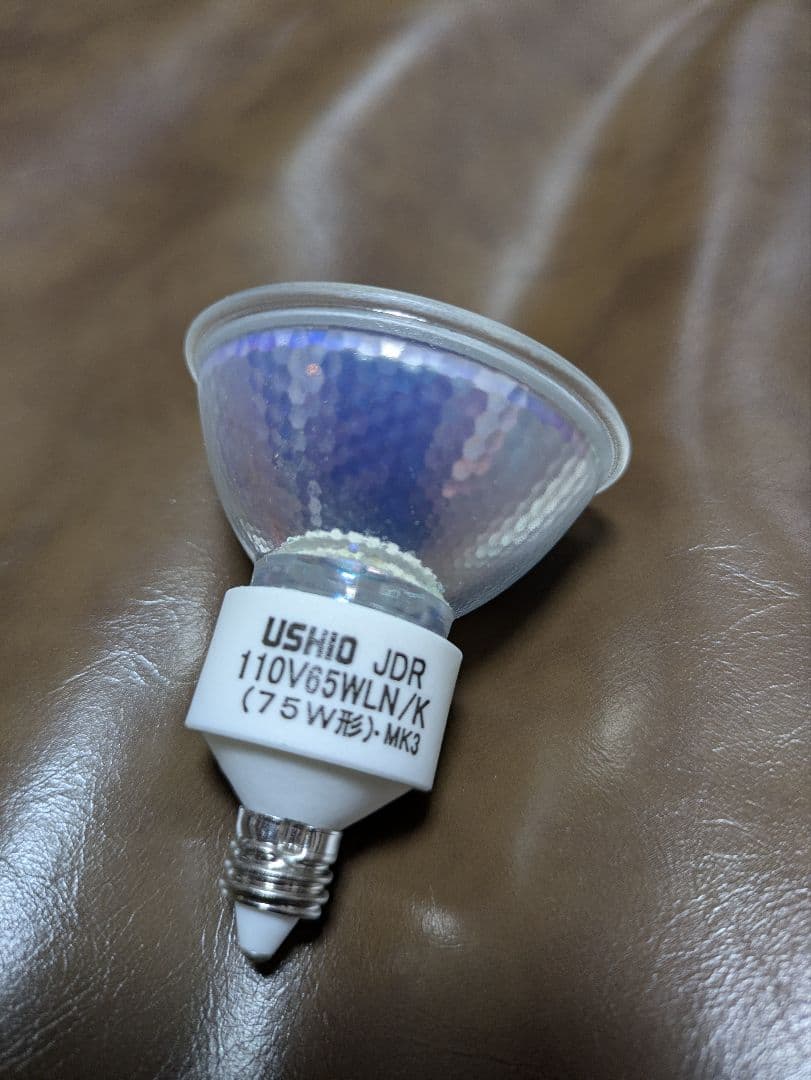 USHIO JDR
110V65WLN/K
(75W形)・MK3